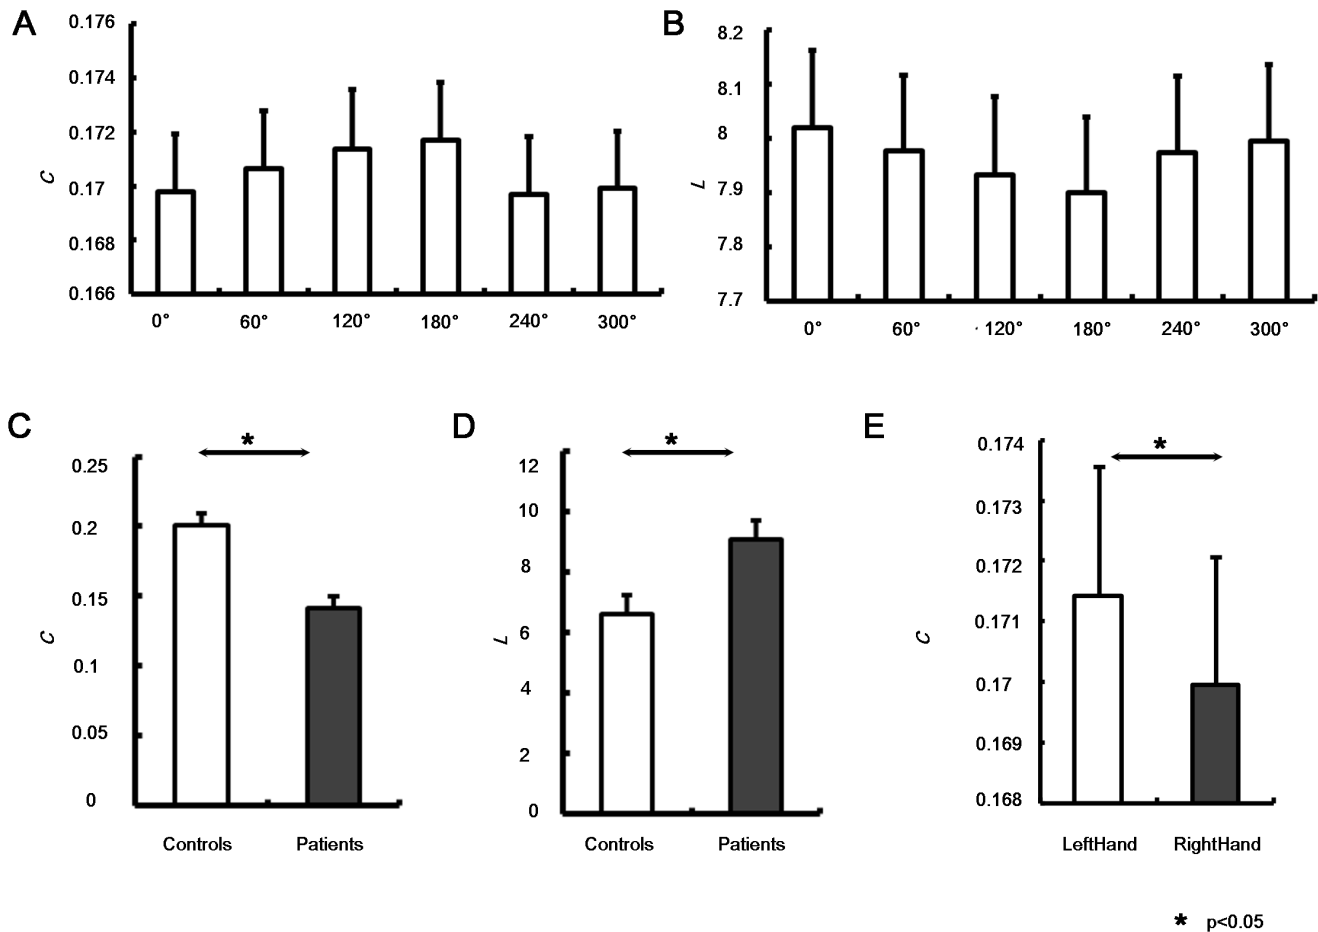 A
0.176
0.174
0.172
0.17
0.168
0.166
C
0° 60° 120° 180° 240° 300°
B
8.2
8.1
8
7.9
7.8
7.7
L
0° 60° 120° 180° 240° 300°
C
0.25
0.2
0.15
0.1
0.05
0
C
*
Controls Patients
D
12
10
8
6
4
2
0
L
*
Controls Patients
E
0.174
0.173
0.172
0.171
0.17
0.169
0.168
C
*
LeftHand RightHand
* p<0.05